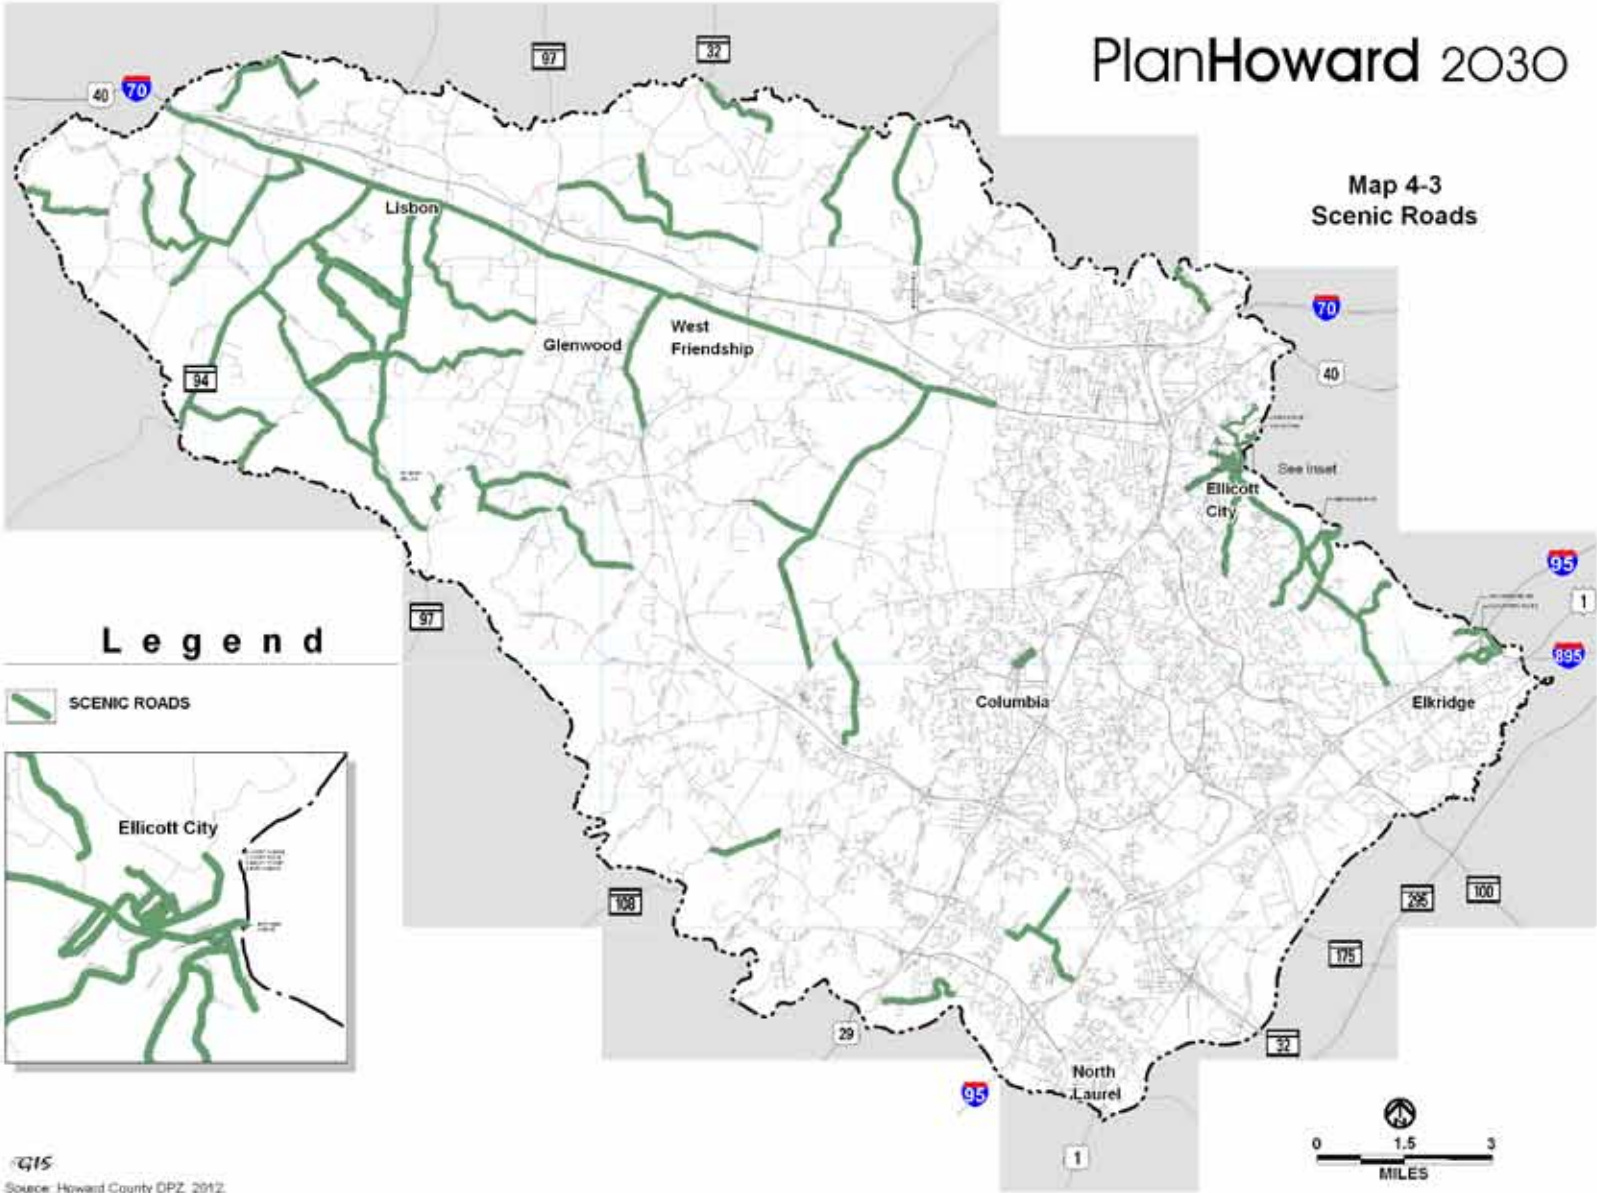 PlanHoward 2030
Map 4-3
Scenic Roads
97
32
40
70
Lisbon
70
West
Friendship
Glenwood
40
94
See Inset
Ellicott
City
95
1
97
895
Legend
SCENIC ROADS
Columbia
Elkridge
Ellicott City
108
295
100
175
29
32
North
Laurel
95
1
N
0 1.5 3
MILES
GIS
Source: Howard County DPZ, 2012.